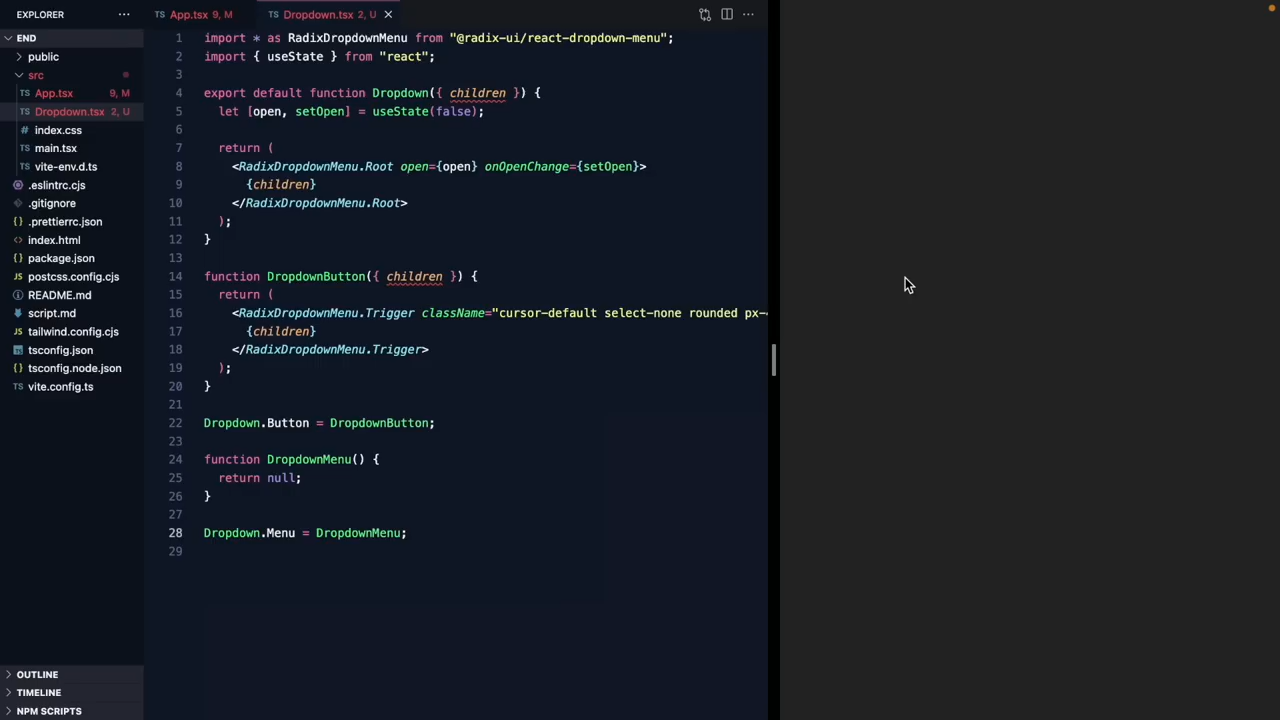 EXPLORER
END
public
src
App.tsx 9, M
Dropdown.tsx 2, U
# index.css
TS main.tsx
TS vite-env.d.ts
.eslintrc.cjs
.gitignore
{} .prettierrc.json
<> index.html
{} package.json
JS postcss.config.cjs
README.md
script.md
JS tailwind.config.cjs
tsconfig.json
{} tsconfig.node.json
TS vite.config.ts
OUTLINE
TIMELINE
NPM SCRIPTS
TS App.tsx 9, M
TS Dropdown.tsx 2, U
1 import * as RadixDropdownMenu from "@radix-ui/react-dropdown-menu";
2 import { useState } from "react";
3
4 export default function Dropdown({ children }) {
5 let [open, setOpen] = useState(false);
6
7 return (
8 <RadixDropdownMenu.Root open={open} onOpenChange={setOpen}>
9 {children}
10 </RadixDropdownMenu.Root>
11 );
12 }
13
14 function DropdownButton({ children }) {
15 return (
16 <RadixDropdownMenu.Trigger className="cursor-default select-none rounded px-
17 {children}
18 </RadixDropdownMenu.Trigger>
19 );
20 }
21
22 Dropdown.Button = DropdownButton;
23
24 function DropdownMenu() {
25 return null;
26 }
27
28 Dropdown.Menu = DropdownMenu;
29